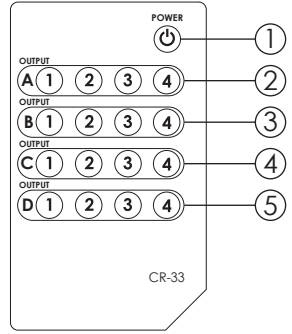 POWER
1
OUTPUT
A 1 2 3 4
2
OUTPUT
B 1 2 3 4
3
OUTPUT
C 1 2 3 4
4
OUTPUT
D 1 2 3 4
5
CR-33